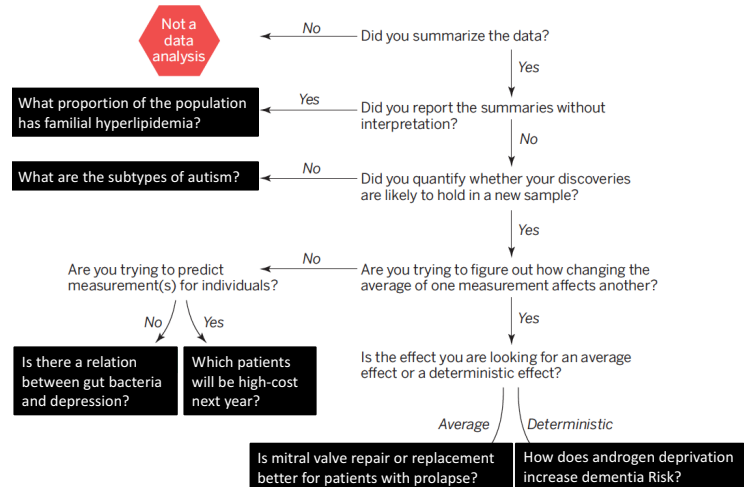 Not a
data
analysis
No
Did you summarize the data?
Yes
What proportion of the population
has familial hyperlipidemia?
Yes
Did you report the summaries without
interpretation?
No
What are the subtypes of autism?
No
Did you quantify whether your discoveries
are likely to hold in a new sample?
Yes
Are you trying to predict
measurement(s) for individuals?
No
Are you trying to figure out how changing the
average of one measurement affects another?
No
Yes
Yes
Is there a relation
between gut bacteria
and depression?
Which patients
will be high-cost
next year?
Is the effect you are looking for an average
effect or a deterministic effect?
Average
Deterministic
Is mitral valve repair or replacement
better for patients with prolapse?
How does androgen deprivation
increase dementia Risk?